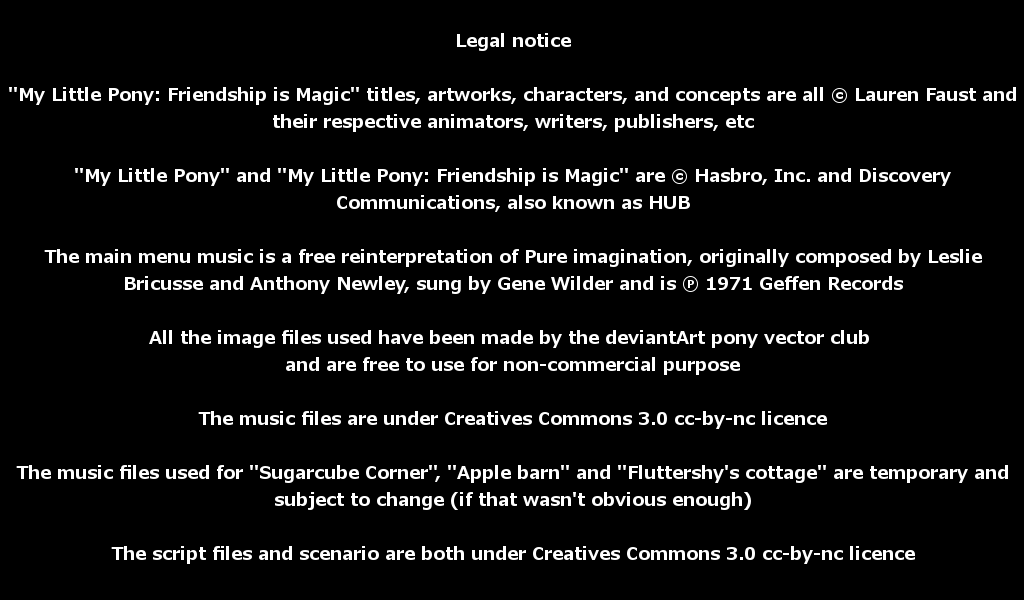 Legal notice
"My Little Pony: Friendship is Magic" titles, artworks, characters, and concepts are all © Lauren Faust and
their respective animators, writers, publishers, etc
"My Little Pony" and "My Little Pony: Friendship is Magic" are © Hasbro, Inc. and Discovery
Communications, also known as HUB
The main menu music is a free reinterpretation of Pure imagination, originally composed by Leslie
Bricusse and Anthony Newley, sung by Gene Wilder and is ℗ 1971 Geffen Records
All the image files used have been made by the deviantArt pony vector club
and are free to use for non-commercial purpose
The music files are under Creatives Commons 3.0 cc-by-nc licence
The music files used for "Sugarcube Corner", "Apple barn" and "Fluttershy's cottage" are temporary and
subject to change (if that wasn't obvious enough)
The script files and scenario are both under Creatives Commons 3.0 cc-by-nc licence